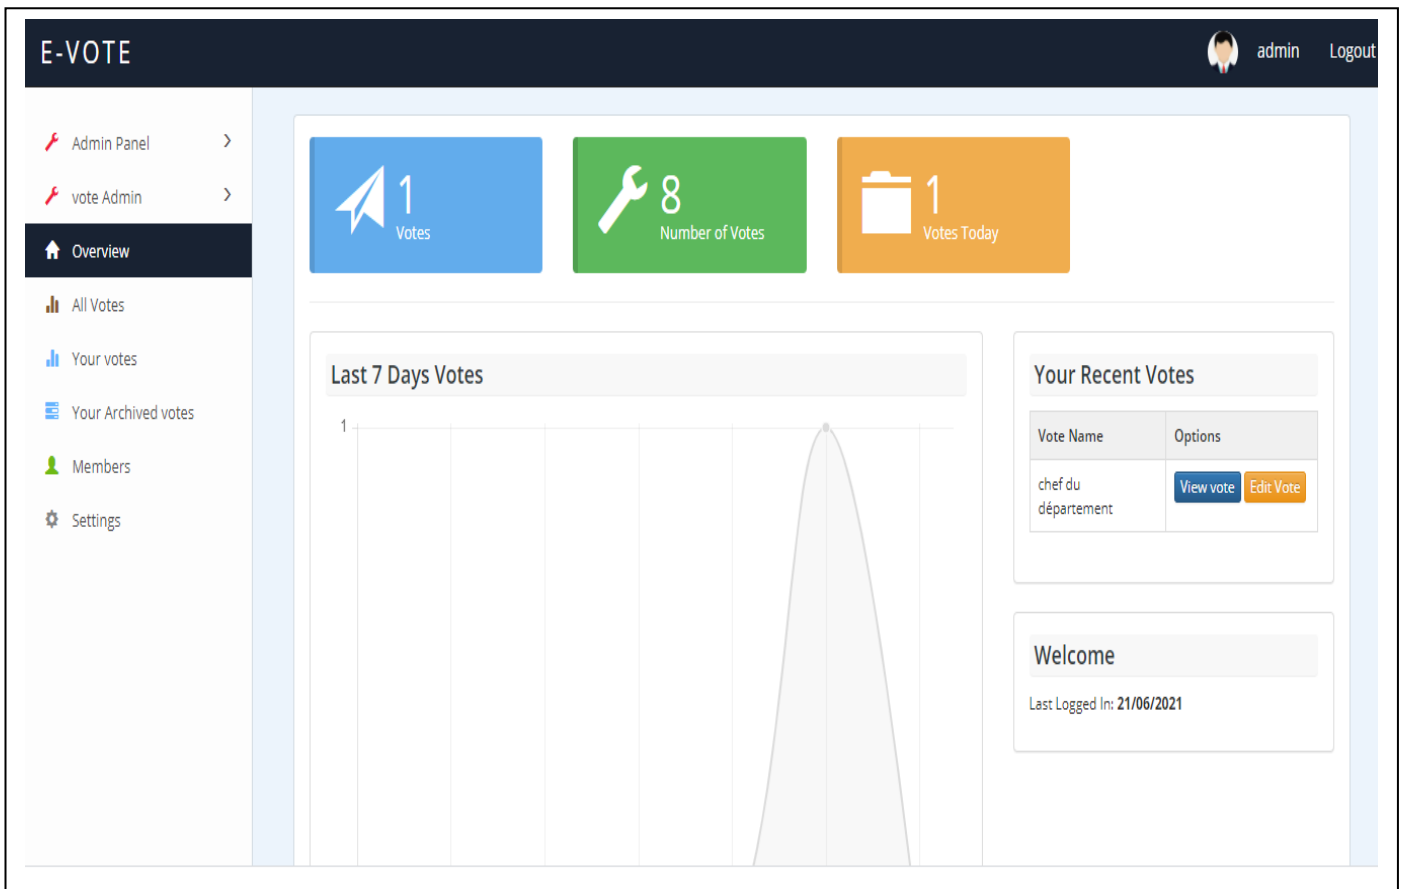 E-VOTE
admin
Logout
Admin Panel
vote Admin
Overview
All Votes
Your votes
Your Archived votes
Members
Settings
1
Votes
8
Number of Votes
1
Votes Today
Last 7 Days Votes
1
Your Recent Votes
Vote Name Options
chef du
département
View vote Edit Vote
Welcome
Last Logged In: 21/06/2021